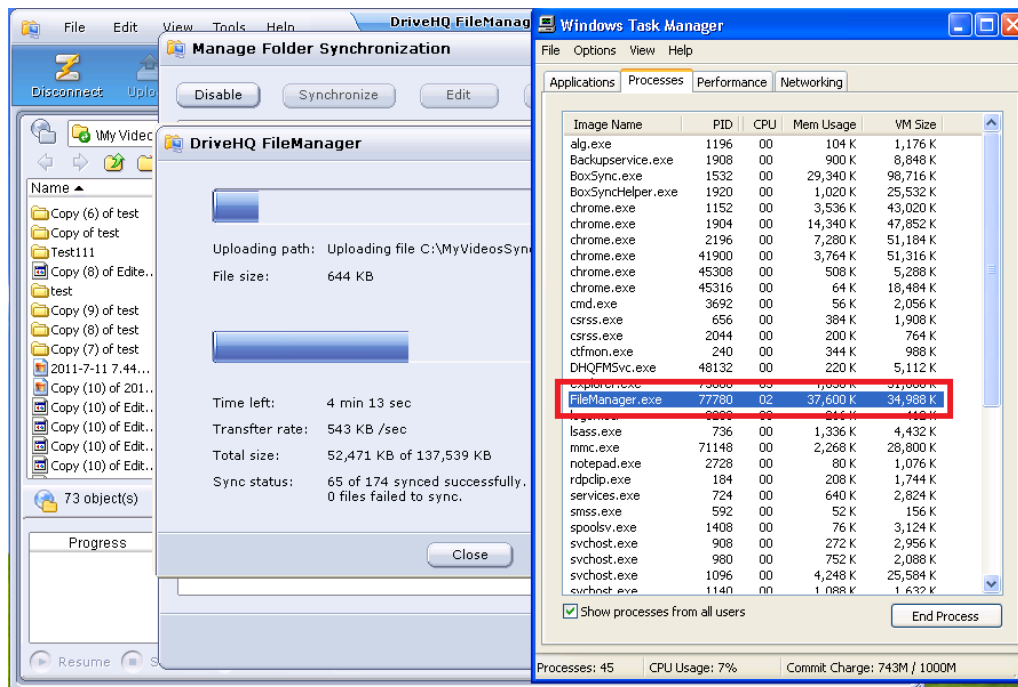 File Edit View Tools Help
DriveHQ FileManag
Disconnect Uplo
\My Videc
Name
Copy (6) of test
Copy of test
Test111
Copy (8) of Edite..
test
Copy (9) of test
Copy (8) of test
Copy (7) of test
2011-7-11 7.44...
Copy (10) of 201..
Copy (10) of Edit..
Copy (10) of Edit..
Copy (10) of Edit..
Copy (10) of Edit..
73 object(s)
Progress
Resume S
Manage Folder Synchronization
Disable Synchronize Edit
DriveHQ FileManager
Uploading path: Uploading file C:\MyVideosSyn
File size: 644 KB
Time left: 4 min 13 sec
Transfter rate: 543 KB /sec
Total size: 52,471 KB of 137,539 KB
Sync status: 65 of 174 synced successfully.
0 files failed to sync.
Close
Windows Task Manager
File Options View Help
Applications Processes Performance Networking
Image Name PID CPU Mem Usage VM Size
alg.exe 1196 00 104 K 1,176 K
Backupservice.exe 1908 00 900 K 8,848 K
BoxSync.exe 1532 00 29,340 K 98,716 K
BoxSyncHelper.exe 1920 00 1,020 K 25,532 K
chrome.exe 1152 00 3,536 K 43,020 K
chrome.exe 1904 00 14,340 K 47,852 K
chrome.exe 2196 00 7,280 K 51,184 K
chrome.exe 41900 00 3,764 K 51,316 K
chrome.exe 45308 00 508 K 5,288 K
chrome.exe 45316 00 64 K 18,484 K
cmd.exe 3692 00 56 K 2,056 K
csrss.exe 656 00 384 K 1,908 K
csrss.exe 2044 00 200 K 764 K
ctfmon.exe 240 00 344 K 988 K
DHQFMSvc.exe 48132 00 220 K 5,112 K
explorer.exe
FileManager.exe 77780 02 37,600 K 34,988 K
lsass.exe 736 00 1,336 K 4,432 K
mmc.exe 71148 00 2,268 K 28,800 K
notepad.exe 2728 00 80 K 1,076 K
rdpclip.exe 184 00 208 K 1,744 K
services.exe 724 00 640 K 2,824 K
smss.exe 592 00 52 K 156 K
spoolsv.exe 1408 00 76 K 3,124 K
svchost.exe 908 00 272 K 2,956 K
svchost.exe 980 00 752 K 2,088 K
svchost.exe 1096 00 4,248 K 25,584 K
svchost.exe 1140 00 1,088 K 1,632 K
Show processes from all users
End Process
Processes: 45 CPU Usage: 7% Commit Charge: 743M / 1000M